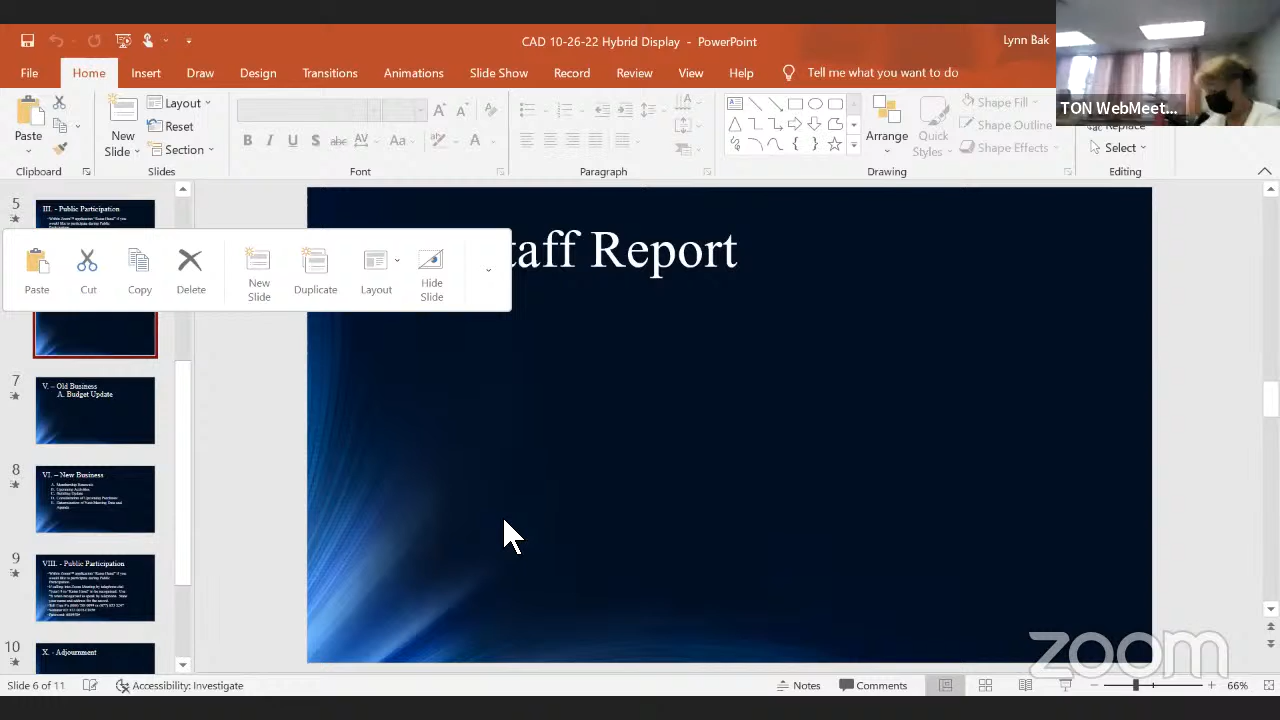 CAD 10-26-22 Hybrid Display - PowerPoint
Lynn Bak
File Home Insert Draw Design Transitions Animations Slide Show Record Review View Help Tell me what you want to do
TON WebMeet...
Paste
New
Slide
Layout
Reset
Section
B I U S abc AV Aa A
Arrange
Quick
Styles
Shape Fill
Shape Outline
Shape Effects
Replace
Select
Clipboard Slides Font Paragraph Drawing Editing
5
III. - Public Participation
Paste Cut Copy Delete New
Slide Duplicate Layout Hide
Slide
taff Report
7
V. – Old Business
A. Budget Update
8
VI. – New Business
9
VIII. - Public Participation
10
X. - Adjournment
zoom
Slide 6 of 11 Accessibility: Investigate Notes Comments 66%